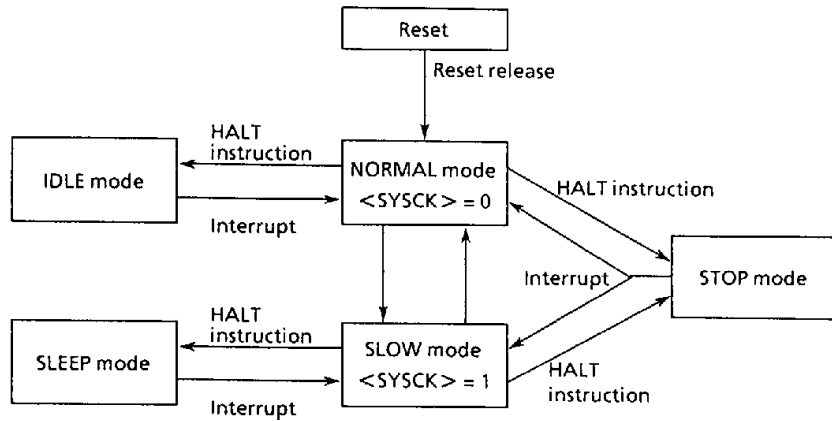 Reset
Reset release
HALT
instruction
IDLE mode
Interrupt
NORMAL mode
<SYSCK> = 0
HALT instruction
Interrupt
STOP mode
HALT
instruction
SLEEP mode
Interrupt
SLOW mode
<SYSCK> = 1
HALT
instruction